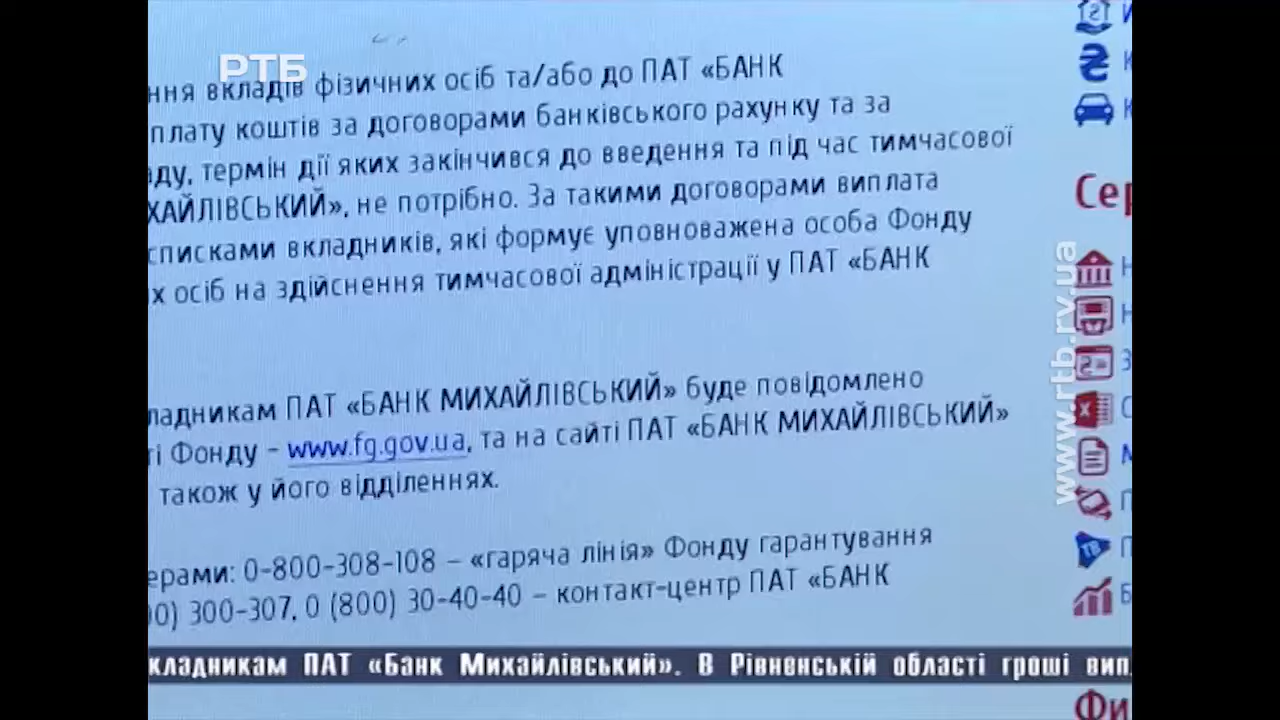 РТБ
ння вкладів фізичних осіб та/або до ПАТ «БАНК
плату коштів за договорами банківського рахунку та за
аду, термін дії яких закінчився до введення та під час тимчасової
ХАЙЛІВСЬКИЙ», не потрібно. За такими договорами виплата
списками вкладників, які формує уповноважена особа Фонду
х осіб на здійснення тимчасової адміністрації у ПАТ «БАНК
ладникам ПАТ «БАНК МИХАЙЛІВСЬКИЙ» буде повідомлено
ті Фонду – www.fg.gov.ua, та на сайті ПАТ «БАНК МИХАЙЛІВСЬКИЙ»
також у його відділеннях.
ерами: 0-800-308-108 – «гаряча лінія» Фонду гарантування
00) 300-307, 0 (800) 30-40-40 – контакт-центр ПАТ «БАНК
кладникам ПАТ «Банк Михайлівський». В Рівненській області гроші вип
Сер
Фи
www.rtb.rv.ua